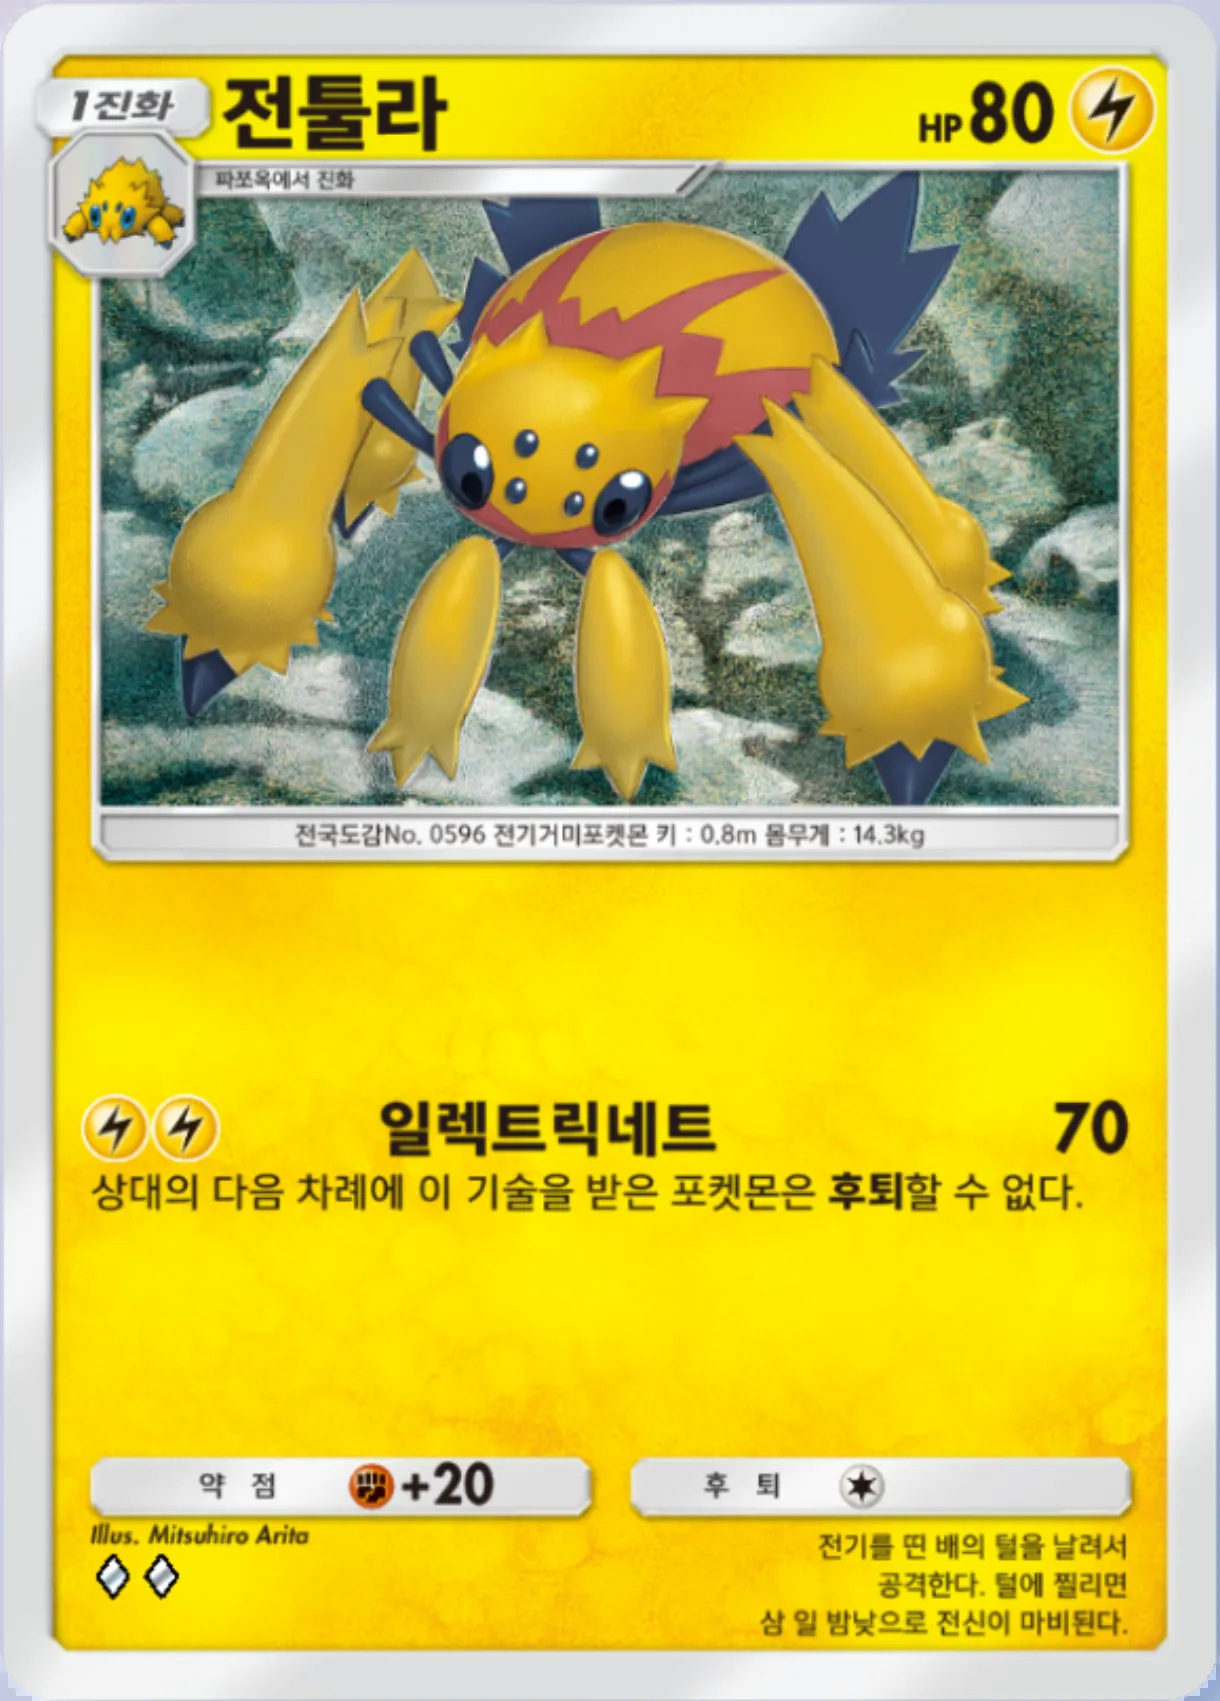 1진화
전툴라
HP 80
파쪼옥에서 진화
전국도감No. 0596 전기거미포켓몬 키 : 0.8m 몸무게 : 14.3kg
일렉트릭네트 70
상대의 다음 차례에 이 기술을 받은 포켓몬은 후퇴할 수 없다.
약 점 +20
후 퇴
Illus. Mitsuhiro Arita
전기를 띤 배의 털을 날려서
공격한다. 털에 찔리면
삼 일 밤낮으로 전신이 마비된다.